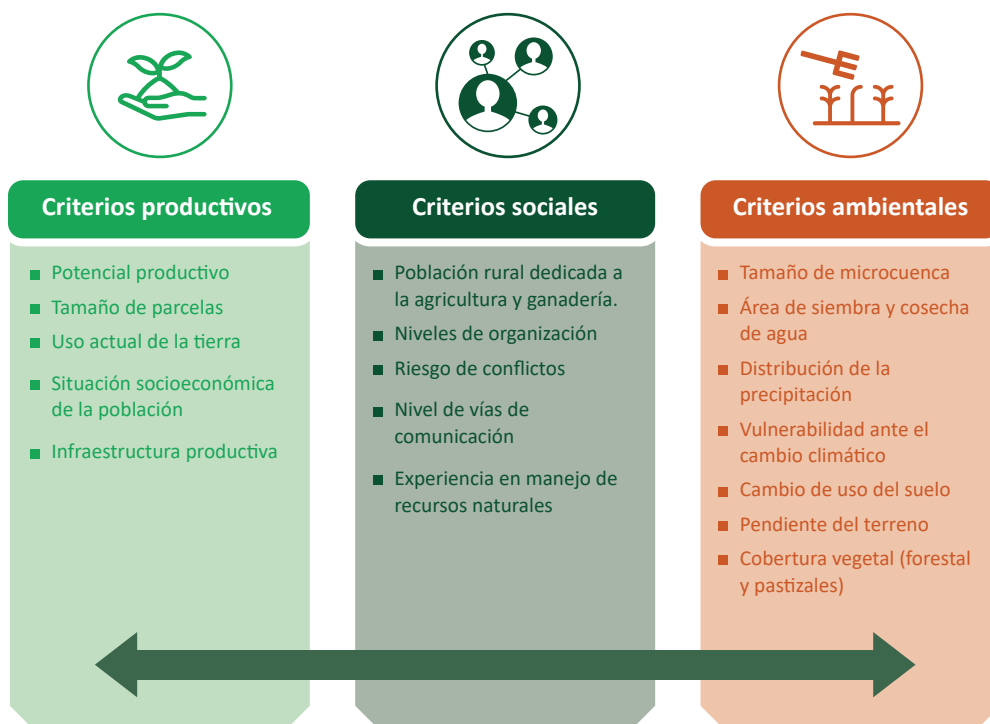 Criterios productivos
Potencial productivo
Tamaño de parcelas
Uso actual de la tierra
Situación socioeconómica
de la población
Infraestructura productiva
Criterios sociales
Población rural dedicada a
la agricultura y ganadería.
Niveles de organización
Riesgo de conflictos
Nivel de vías de
comunicación
Experiencia en manejo de
recursos naturales
Criterios ambientales
Tamaño de microcuenca
Área de siembra y cosecha
de agua
Distribución de la
precipitación
Vulnerabilidad ante el
cambio climático
Cambio de uso del suelo
Pendiente del terreno
Cobertura vegetal (forestal
y pastizales)